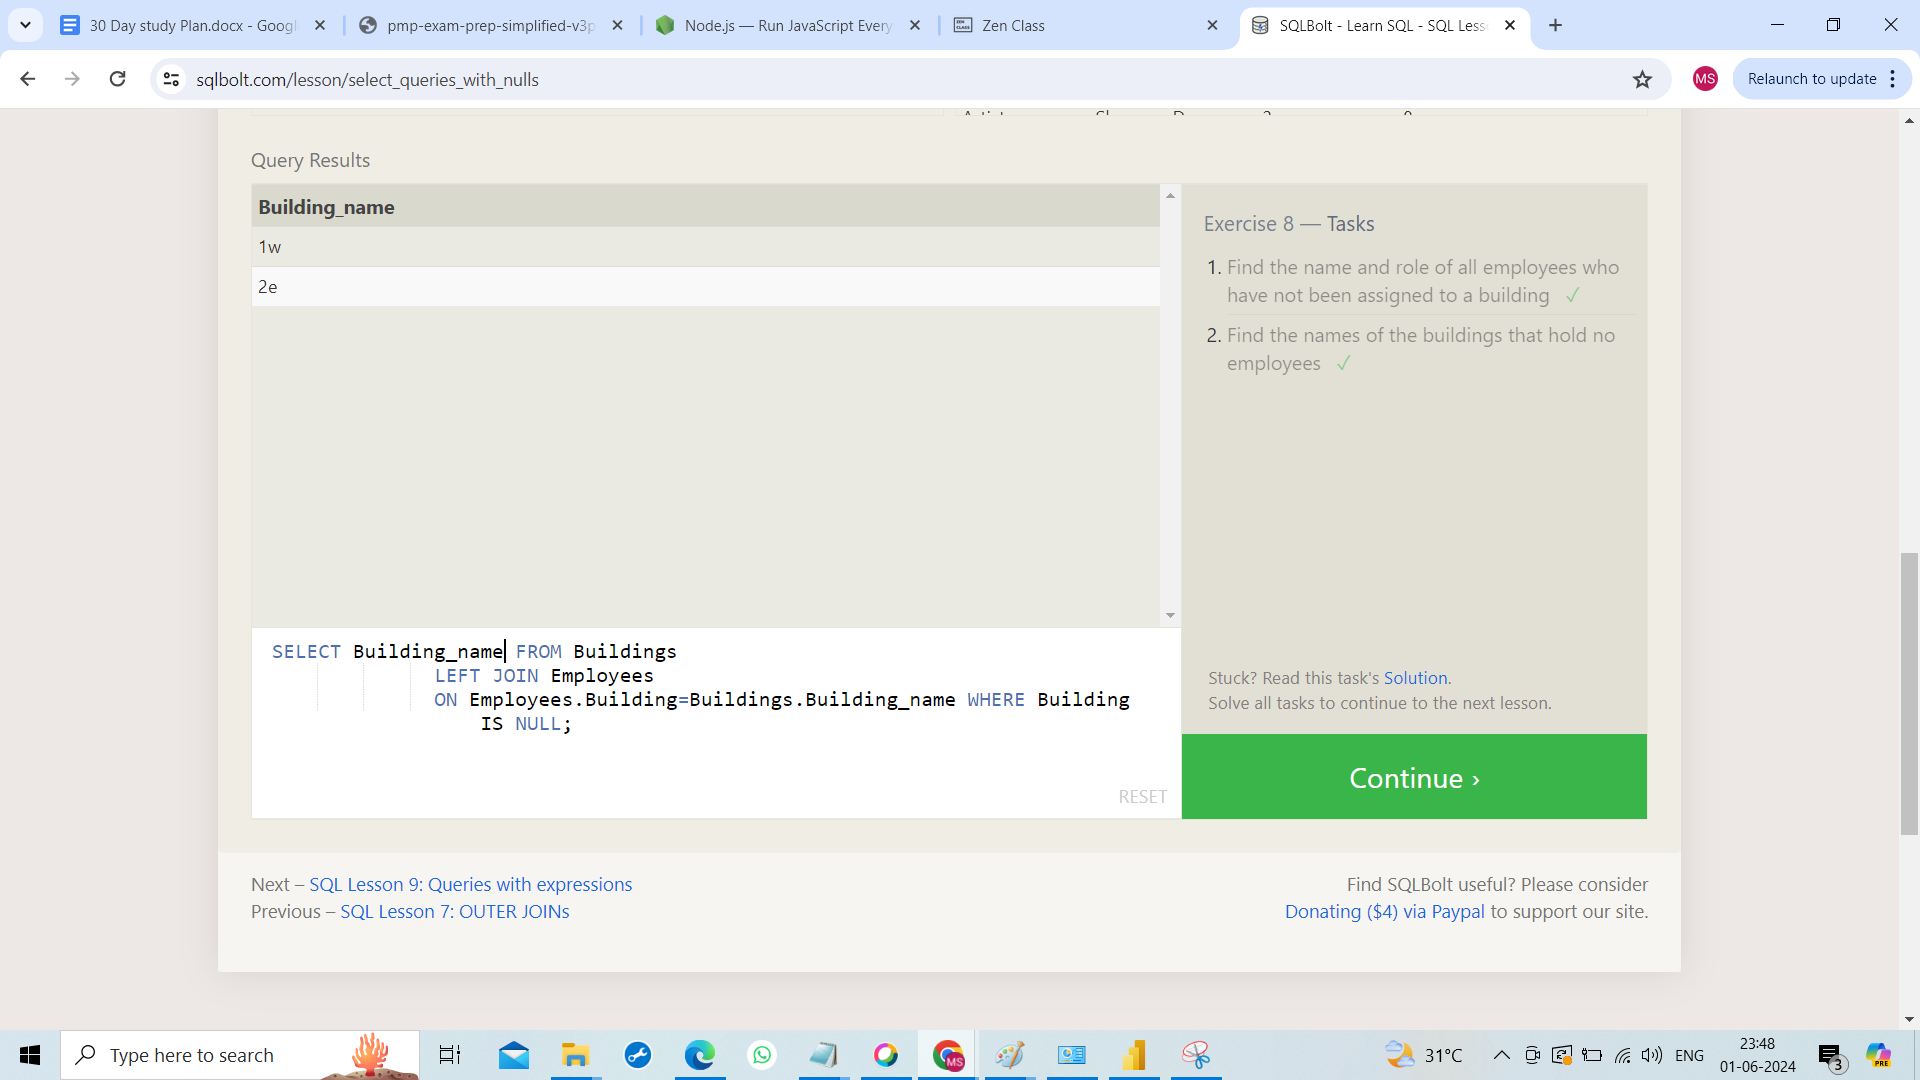 30 Day study Plan.docx - Googl
pmp-exam-prep-simplified-v3p
Node.js — Run JavaScript Every
Zen Class
SQLBolt - Learn SQL - SQL Less
sqlbolt.com/lesson/select_queries_with_nulls
MS
Relaunch to update
Query Results
Building_name
1w
2e
Exercise 8 — Tasks
1. Find the name and role of all employees who
have not been assigned to a building ✓
2. Find the names of the buildings that hold no
employees ✓
SELECT Building_name FROM Buildings
LEFT JOIN Employees
ON Employees.Building=Buildings.Building_name WHERE Building
IS NULL;
RESET
Stuck? Read this task's Solution.
Solve all tasks to continue to the next lesson.
Continue ›
Next – SQL Lesson 9: Queries with expressions
Previous – SQL Lesson 7: OUTER JOINs
Find SQLBolt useful? Please consider
Donating ($4) via Paypal to support our site.
Type here to search
MS
31°C
ENG
23:48
01-06-2024
3
PRE